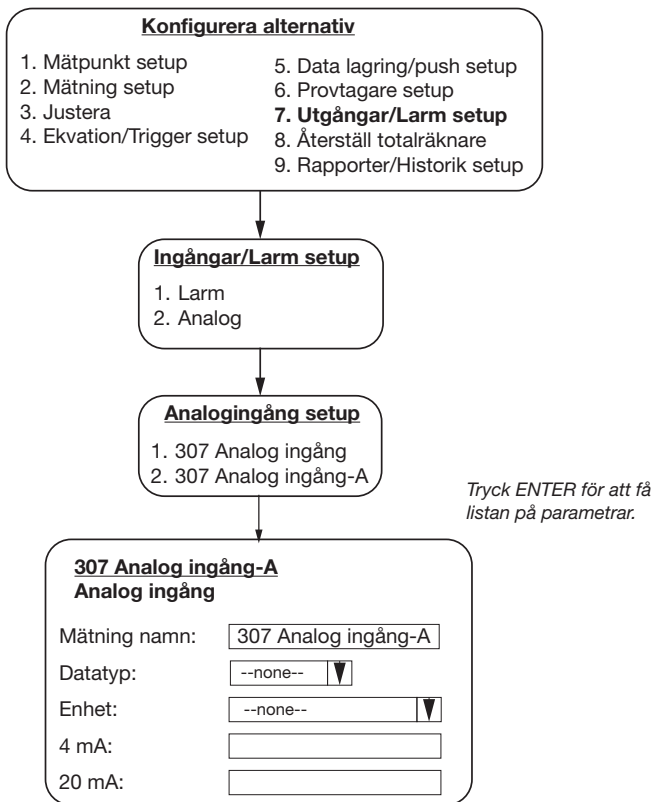 Konfigurera alternativ
1. Mätpunkt setup
2. Mätning setup
3. Justera
4. Ekvation/Trigger setup
5. Data lagring/push setup
6. Provtagare setup
7. Utgångar/Larm setup
8. Återställ totalräknare
9. Rapporter/Historik setup
Ingångar/Larm setup
1. Larm
2. Analog
Analogingång setup
1. 307 Analog ingång
2. 307 Analog ingång-A
Tryck ENTER för att få
listan på parametrar.
307 Analog ingång-A
Analog ingång
Mätning namn: 307 Analog ingång-A
Datatyp: --none--
Enhet: --none--
4 mA:
20 mA: